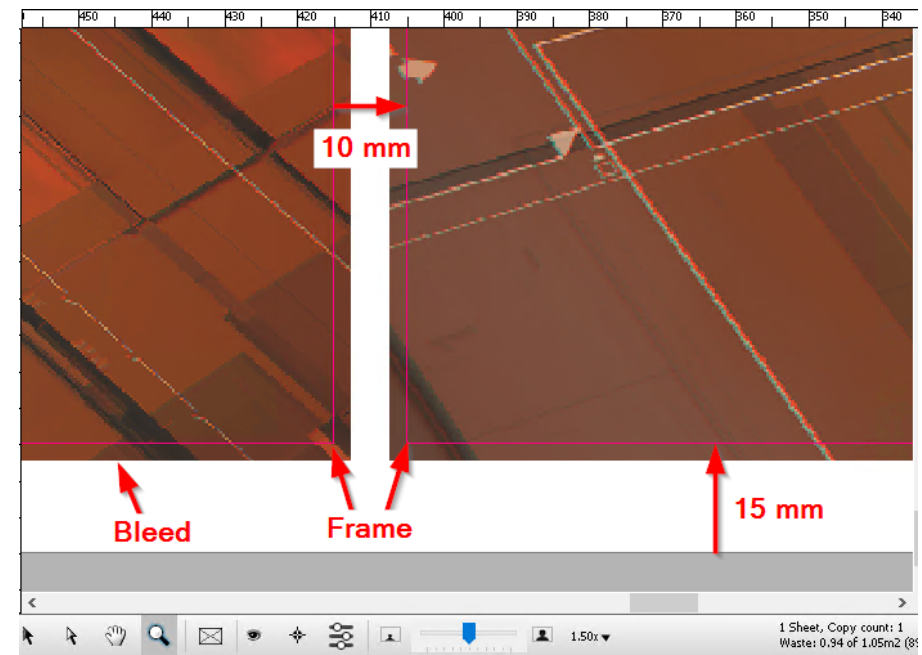 450 440 430 420 410 400 390 380 370 360 350 340
10 mm
15 mm
Bleed
Frame
1.50x
1 Sheet, Copy count: 1
Waste: 0.94 of 1.05m2 (89